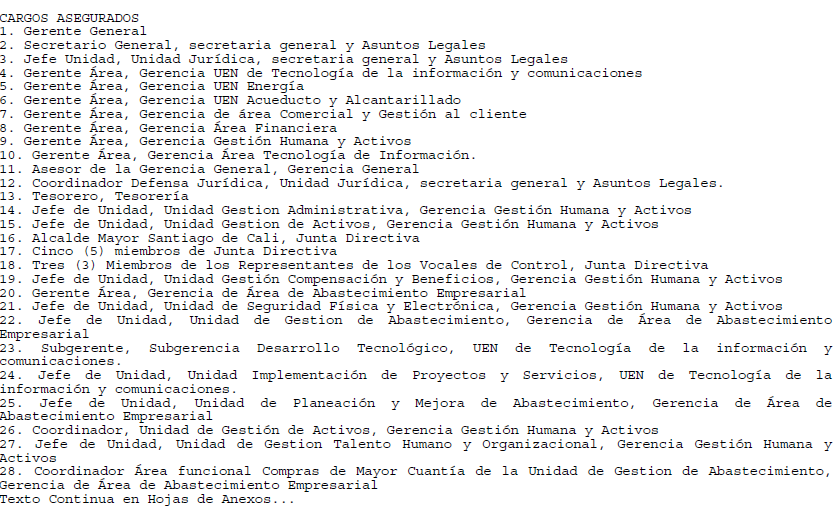 CARGOS ASEGURADOS
1. Gerente General
2. Secretario General, secretaria general y Asuntos Legales
3. Jefe Unidad, Unidad Jurídica, secretaria general y Asuntos Legales
4. Gerente Área, Gerencia UEN de Tecnología de la información y comunicaciones
5. Gerente Área, Gerencia UEN Energía
6. Gerente Área, Gerencia UEN Acueducto y Alcantarillado
7. Gerente Área, Gerencia de área Comercial y Gestión al cliente
8. Gerente Área, Gerencia Área Financiera
9. Gerente Área, Gerencia Gestión Humana y Activos
10. Gerente Área, Gerencia Área Tecnología de Información.
11. Asesor de la Gerencia General, Gerencia General
12. Coordinador Defensa Jurídica, Unidad Jurídica, secretaria general y Asuntos Legales.
13. Tesorero, Tesorería
14. Jefe de Unidad, Unidad Gestion Administrativa, Gerencia Gestión Humana y Activos
15. Jefe de Unidad, Unidad Gestion de Activos, Gerencia Gestión Humana y Activos
16. Alcalde Mayor Santiago de Cali, Junta Directiva
17. Cinco (5) miembros de Junta Directiva
18. Tres (3) Miembros de los Representantes de los Vocales de Control, Junta Directiva
19. Jefe de Unidad, Unidad Gestión Compensación y Beneficios, Gerencia Gestión Humana y Activos
20. Gerente Área, Gerencia de Área de Abastecimiento Empresarial
21. Jefe de Unidad, Unidad de Seguridad Física y Electrónica, Gerencia Gestión Humana y Activos
22. Jefe de Unidad, Unidad de Gestion de Abastecimiento, Gerencia de Área de Abastecimiento
Empresarial
23. Subgerente, Subgerencia Desarrollo Tecnológico, UEN de Tecnología de la información y
comunicaciones.
24. Jefe de Unidad, Unidad Implementación de Proyectos y Servicios, UEN de Tecnología de la
información y comunicaciones.
25. Jefe de Unidad, Unidad de Planeación y Mejora de Abastecimiento, Gerencia de Área de
Abastecimiento Empresarial
26. Coordinador, Unidad de Gestión de Activos, Gerencia Gestión Humana y Activos
27. Jefe de Unidad, Unidad de Gestion Talento Humano y Organizacional, Gerencia Gestión Humana y
Activos
28. Coordinador Área funcional Compras de Mayor Cuantía de la Unidad de Gestion de Abastecimiento,
Gerencia de Área de Abastecimiento Empresarial
Texto Continua en Hojas de Anexos...